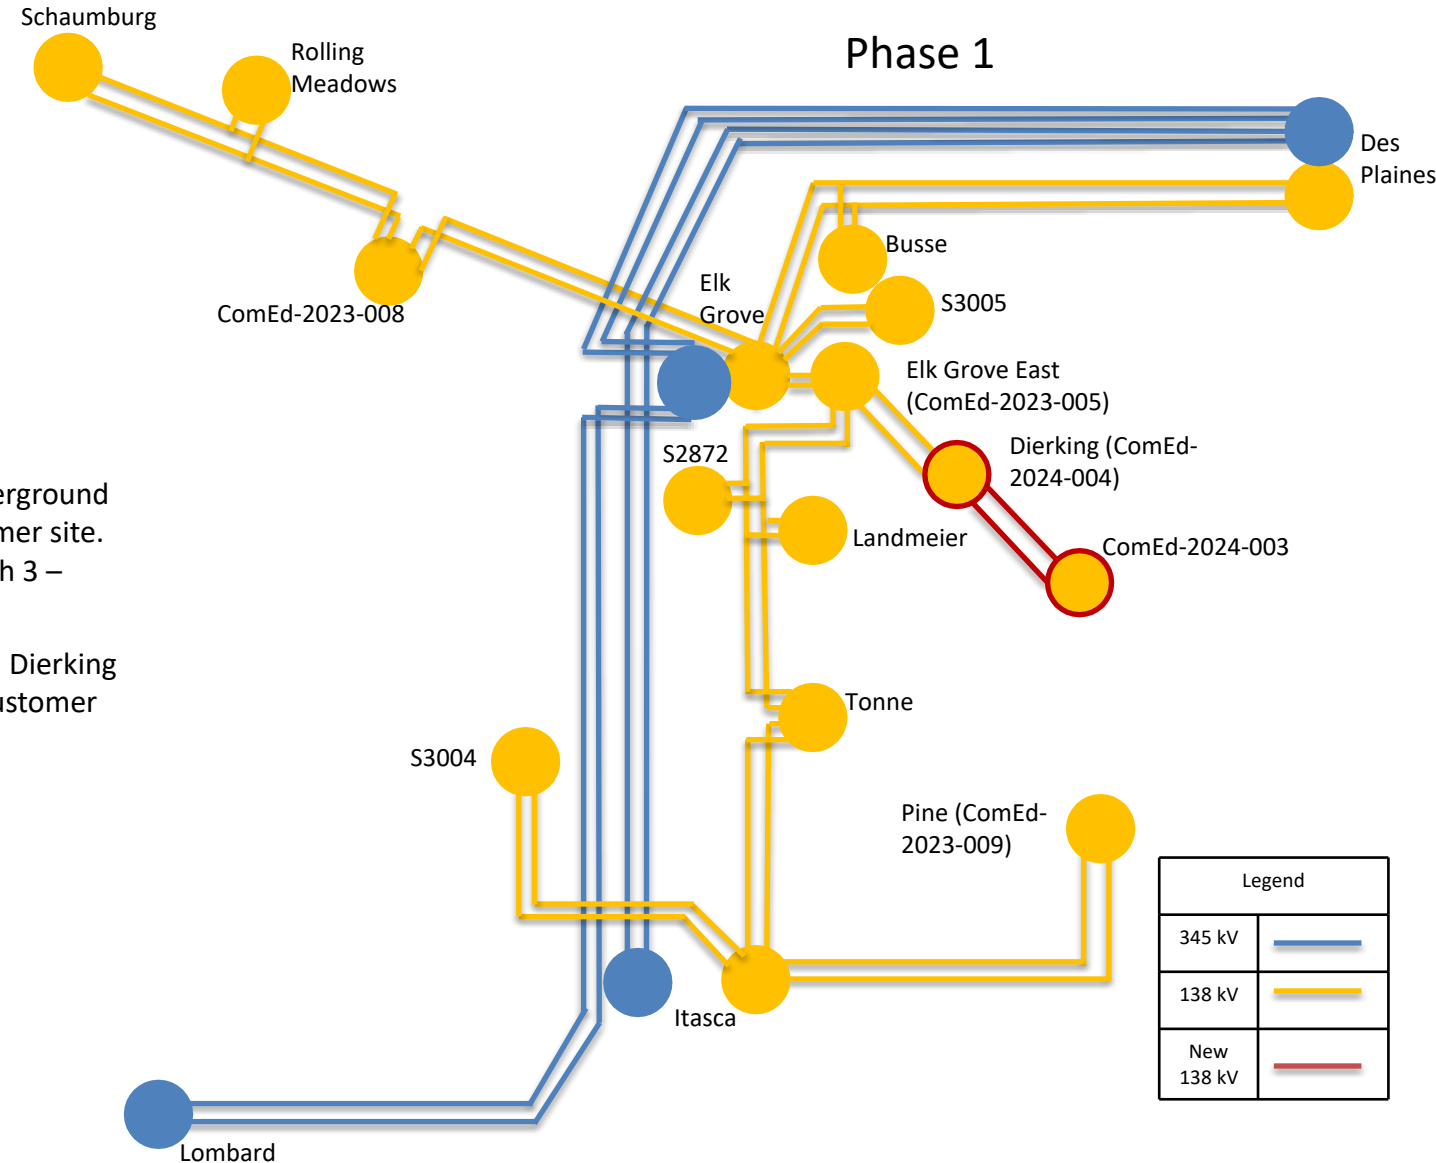 Schaumburg
Rolling
Meadows
Phase 1
Des
Plaines
Busse
Elk
Grove
S3005
ComEd-2023-008
Elk Grove East
(ComEd-2023-005)
Dierking (ComEd-
2024-004)
S2872
Landmeier
ComEd-2024-003
erground
mer site.
h 3 –
Dierking
ustomer
Tonne
S3004
Pine (ComEd-
2023-009)
Itasca
Lombard
Legend
345 kV
138 kV
New
138 kV